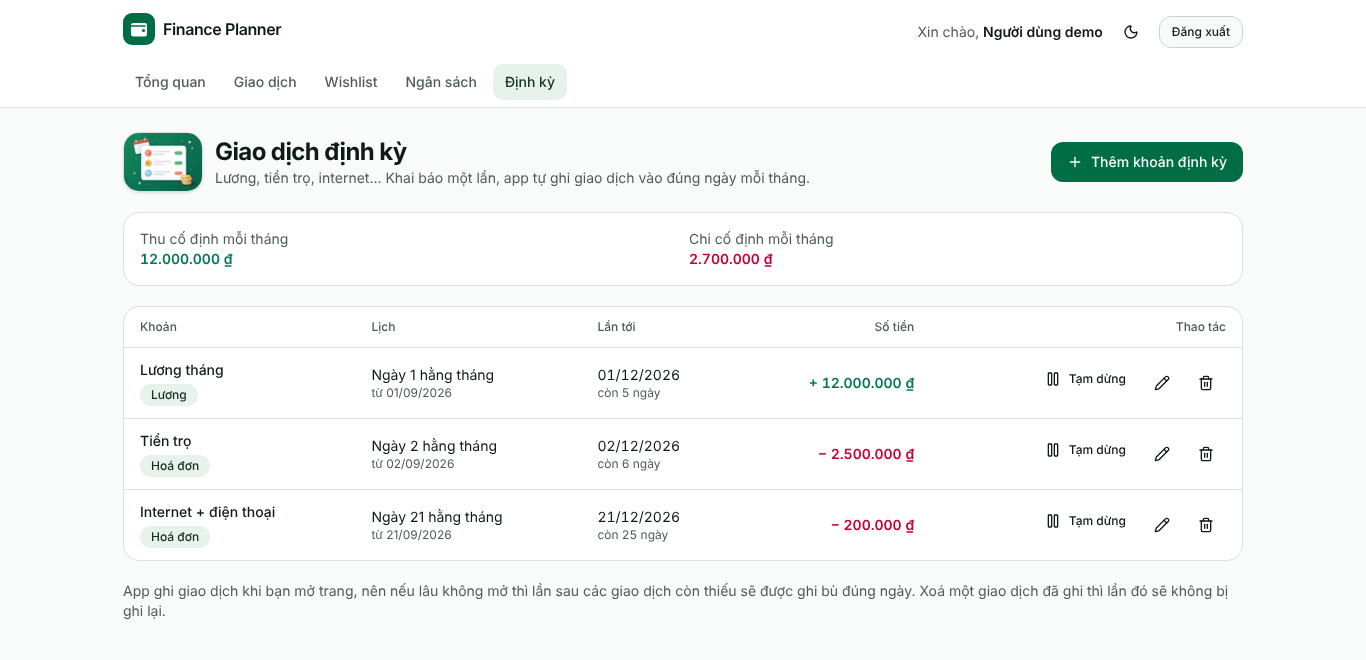 Finance Planner
Xin chào, Người dùng demo
Đăng xuất
Tổng quan
Giao dịch
Wishlist
Ngân sách
Định kỳ
Giao dịch định kỳ
Lương, tiền trọ, internet... Khai báo một lần, app tự ghi giao dịch vào đúng ngày mỗi tháng.
Thêm khoản định kỳ
Thu cố định mỗi tháng
12.000.000 ₫
Chi cố định mỗi tháng
2.700.000 ₫
Khoản Lịch Lần tới Số tiền Thao tác
Lương tháng
Lương
Ngày 1 hằng tháng
từ 01/09/2026
01/12/2026
còn 5 ngày
+ 12.000.000 ₫
Tạm dừng
Tiền trọ
Hoá đơn
Ngày 2 hằng tháng
từ 02/09/2026
02/12/2026
còn 6 ngày
− 2.500.000 ₫
Tạm dừng
Internet + điện thoại
Hoá đơn
Ngày 21 hằng tháng
từ 21/09/2026
21/12/2026
còn 25 ngày
− 200.000 ₫
Tạm dừng
App ghi giao dịch khi bạn mở trang, nên nếu lâu không mở thì lần sau các giao dịch còn thiếu sẽ được ghi bù đúng ngày. Xoá một giao dịch đã ghi thì lần đó sẽ không bị
ghi lại.